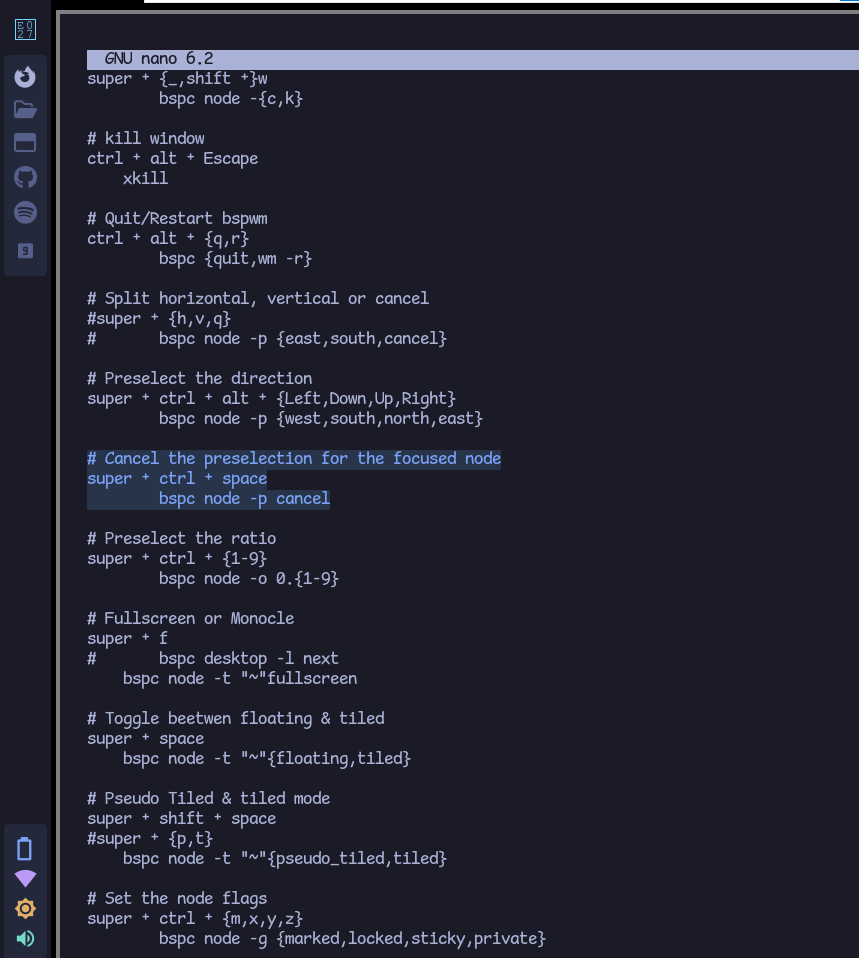 E0
27
9
GNU nano 6.2
super + {_,shift +}w
        bspc node -{c,k}
# kill window
ctrl + alt + Escape
    xkill
# Quit/Restart bspwm
ctrl + alt + {q,r}
        bspc {quit,wm -r}
# Split horizontal, vertical or cancel
#super + {h,v,q}
#       bspc node -p {east,south,cancel}
# Preselect the direction
super + ctrl + alt + {Left,Down,Up,Right}
        bspc node -p {west,south,north,east}
# Cancel the preselection for the focused node
super + ctrl + space
        bspc node -p cancel
# Preselect the ratio
super + ctrl + {1-9}
        bspc node -o 0.{1-9}
# Fullscreen or Monocle
super + f
#       bspc desktop -l next
    bspc node -t "~"fullscreen
# Toggle beetwen floating & tiled
super + space
    bspc node -t "~"{floating,tiled}
# Pseudo Tiled & tiled mode
super + shift + space
#super + {p,t}
    bspc node -t "~"{pseudo_tiled,tiled}
# Set the node flags
super + ctrl + {m,x,y,z}
        bspc node -g {marked,locked,sticky,private}